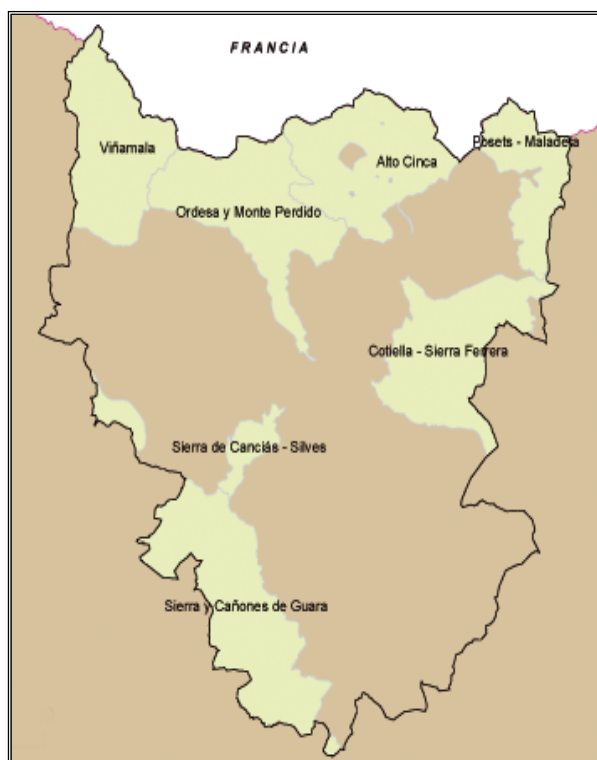 FRANCIA
Posets - Maladeta
Viñamala
Alto Cinca
Ordesa y Monte Perdido
Cotiella - Sierra Ferrera
Sierra de Canciás - Silves
Sierra y Cañones de Guara